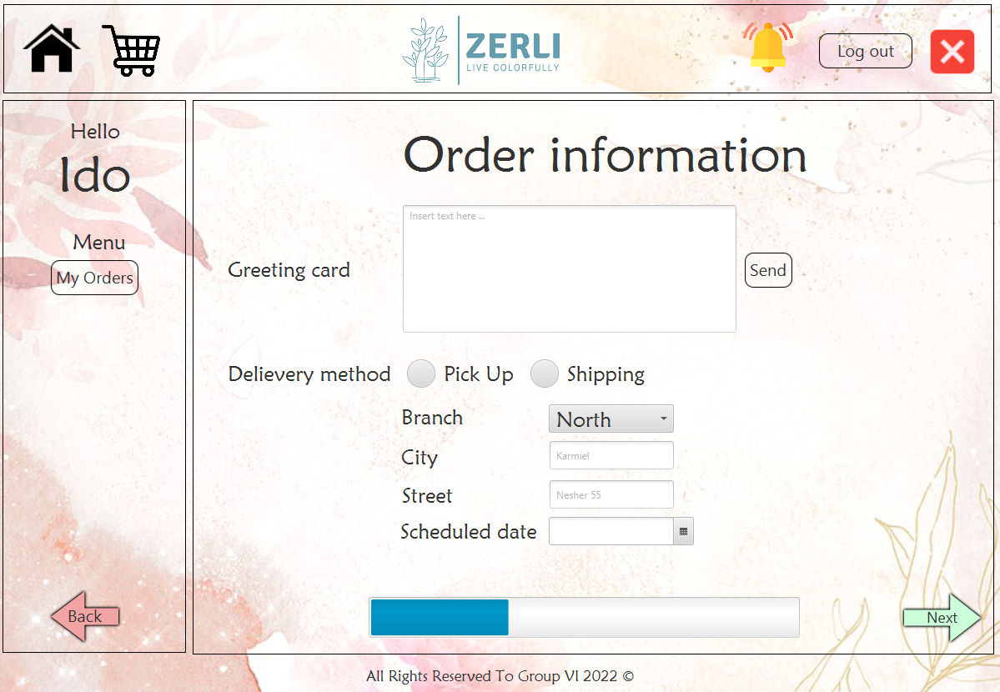 ZERLI
LIVE COLORFULLY
Log out
Hello
Ido
Menu
My Orders
Back
Order information
Greeting card
Insert text here ...
Send
Delievery method
Pick Up
Shipping
Branch
North
City
Karmiel
Street
Nesher 55
Scheduled date
Next
All Rights Reserved To Group VI 2022 ©